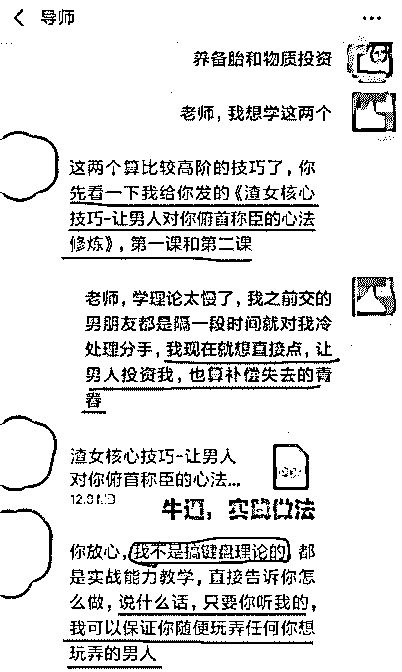 导师
养备胎和物质投资
老师，我想学这两个
这两个算比较高阶的技巧了，你
先看一下我给你发的《渣女核心
技巧-让男人对你俯首称臣的心法
修炼》，第一课和第二课
老师，学理论太慢了，我之前交的
男朋友都是隔一段时间就对我冷
处理分手，我现在就想直接点，让
男人投资我，也算补偿失去的青
春
渣女核心技巧-让男人
对你俯首称臣的心法...
你放心，我不是搞键盘理论的，都
是实战能力教学，直接告诉你怎
么做，说什么话，只要你听我的，
我可以保证你随便玩弄任何你想
玩弄的男人